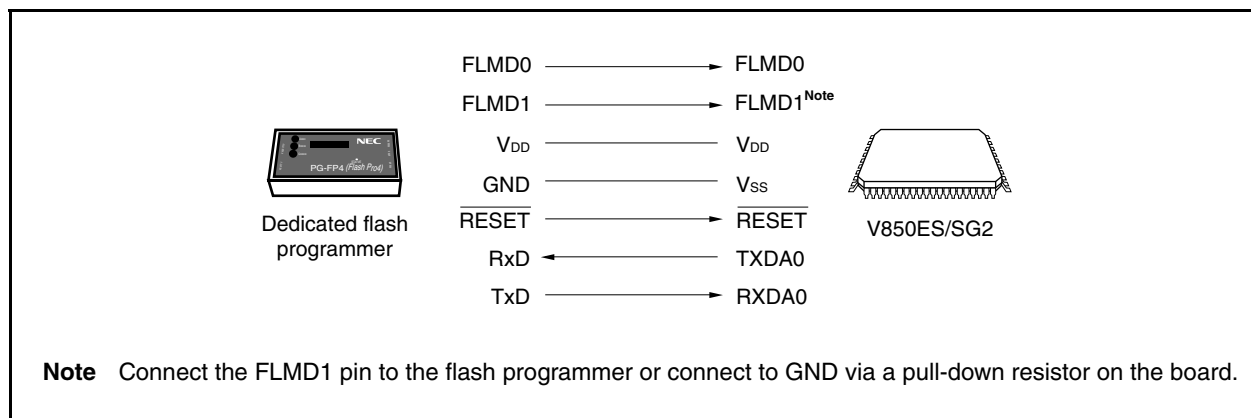 FLMD0 FLMD0
FLMD1 FLMD1Note
VDD VDD
GND VSS
RESET RESET
RxD TXDA0
TxD RXDA0
NEC
PG-FP4 (Flash Pro4)
Dedicated flash
programmer
V850ES/SG2
Note Connect the FLMD1 pin to the flash programmer or connect to GND via a pull-down resistor on the board.